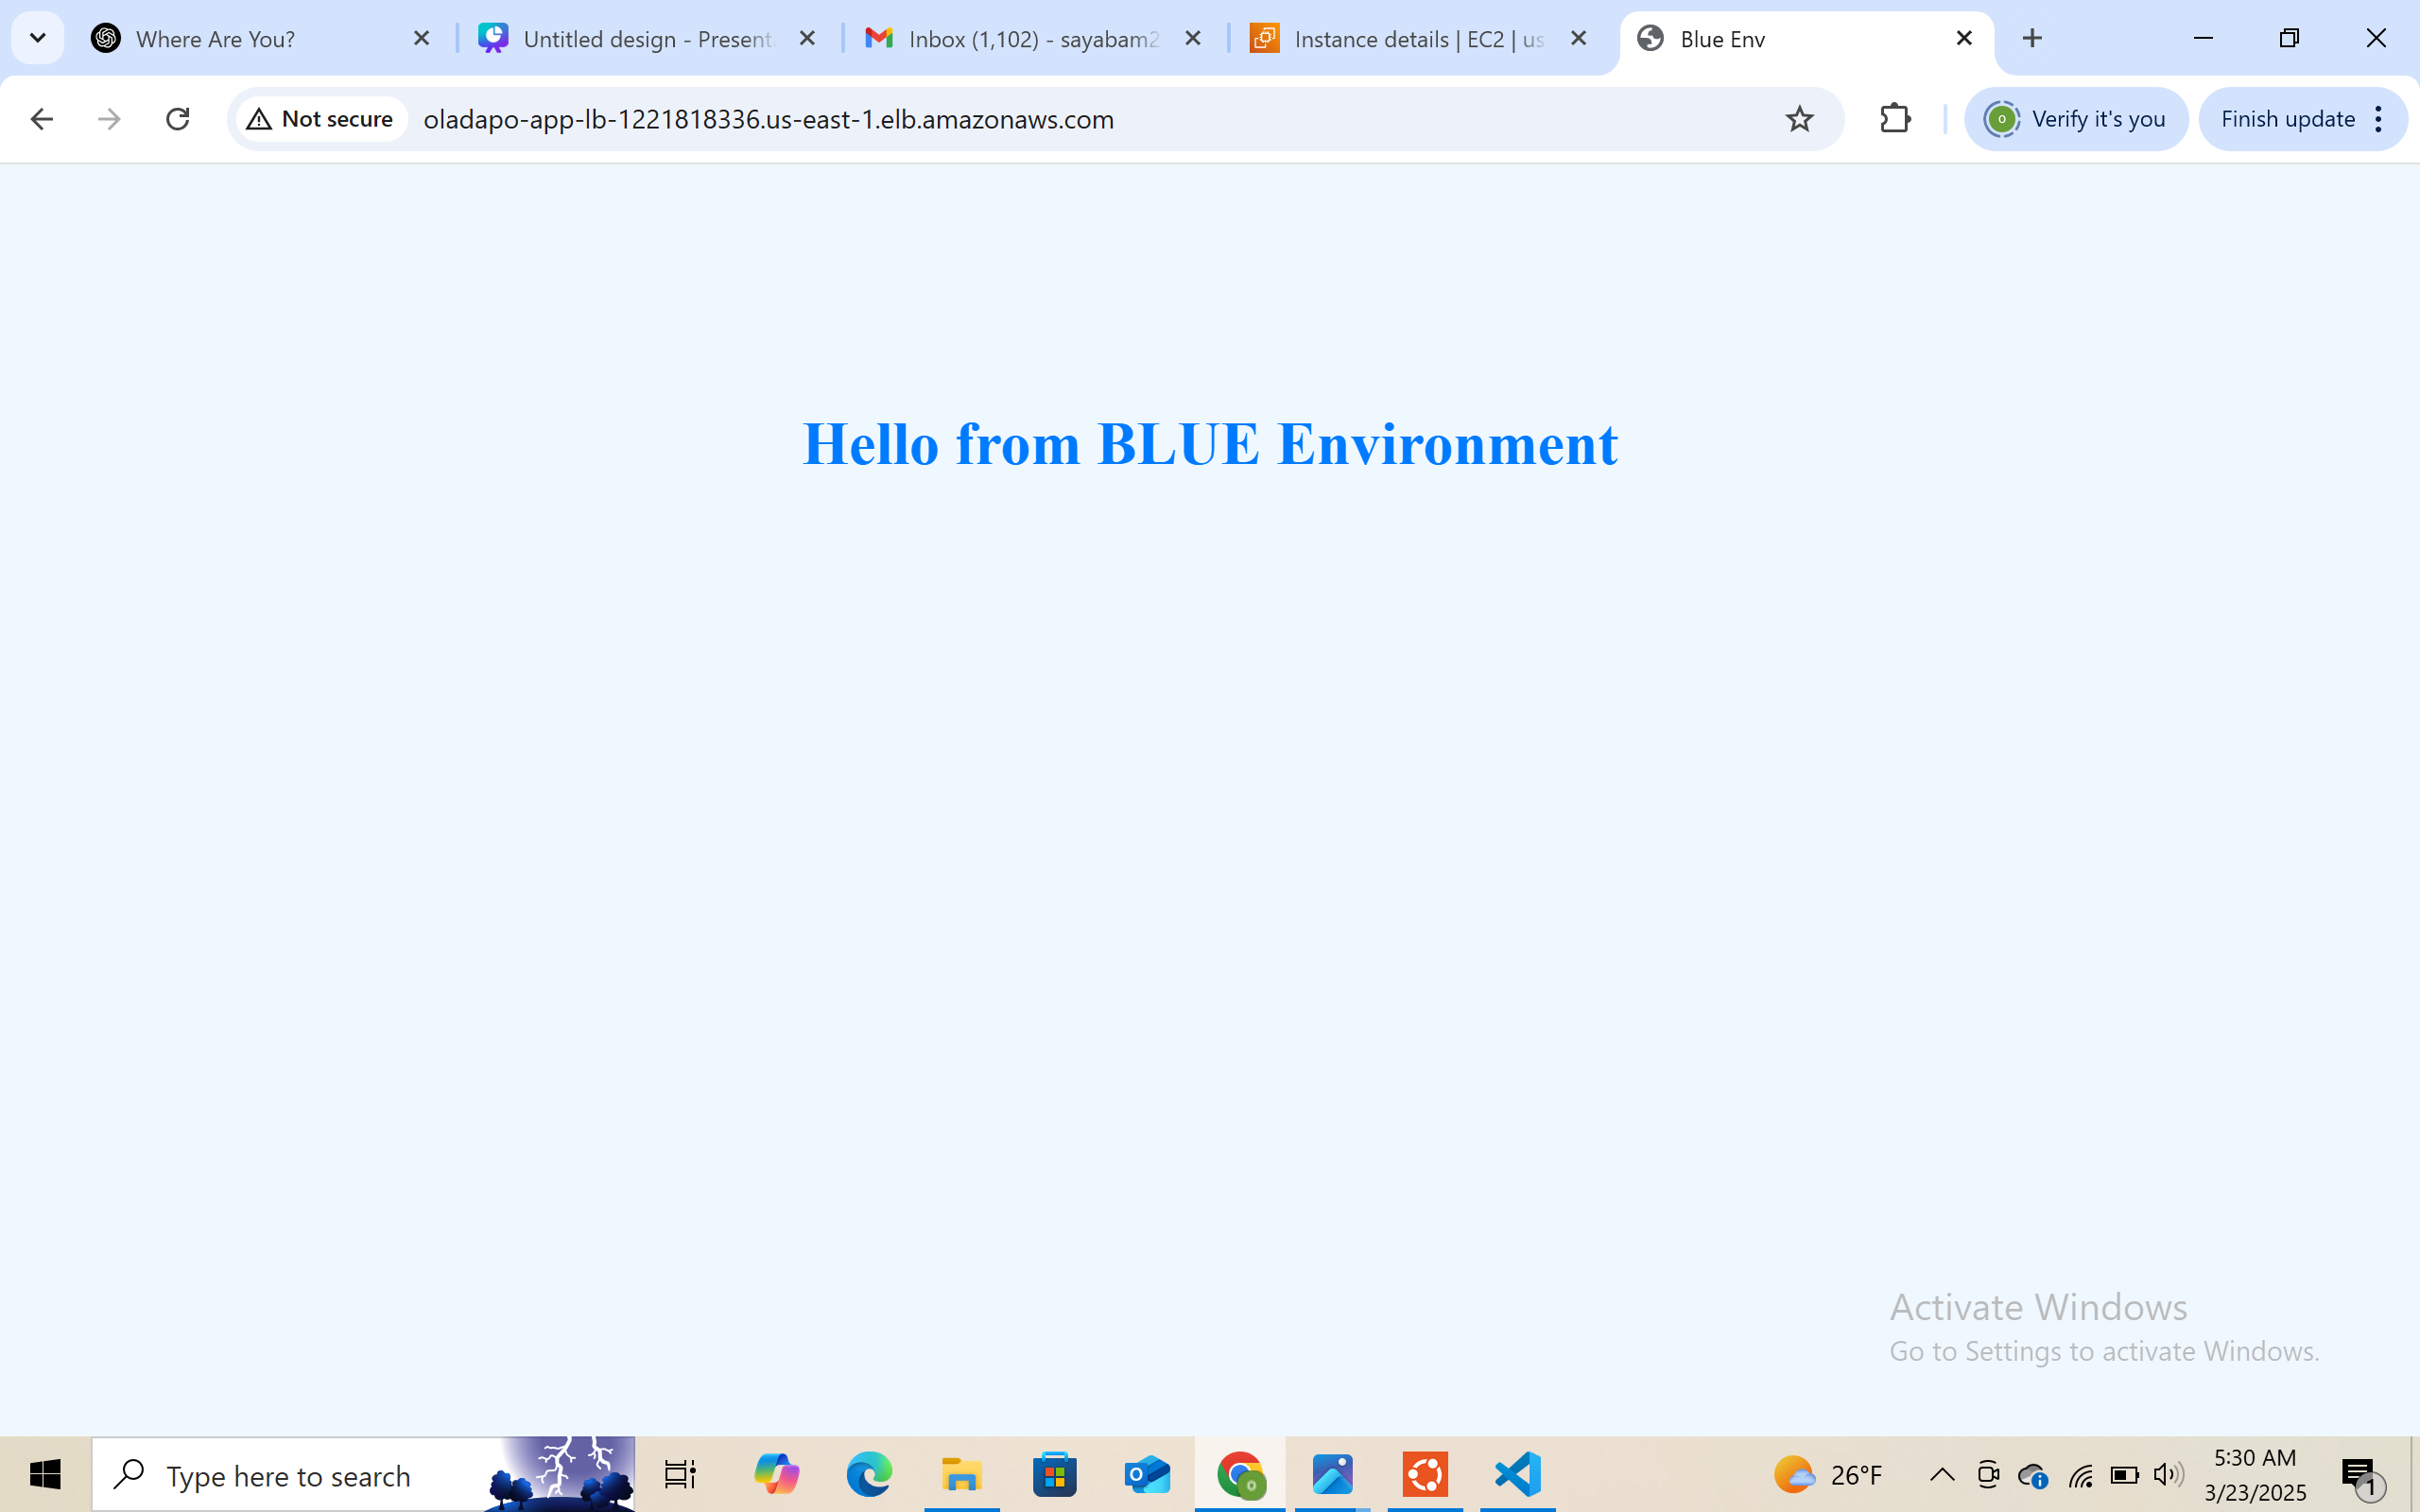 Where Are You?
Untitled design - Present
Inbox (1,102) - sayabam2
Instance details | EC2 | us
Blue Env
Not secure
oladapo-app-lb-1221818336.us-east-1.elb.amazonaws.com
Verify it's you
Finish update
Hello from BLUE Environment
Activate Windows
Go to Settings to activate Windows.
Type here to search
26°F
5:30 AM
3/23/2025
1